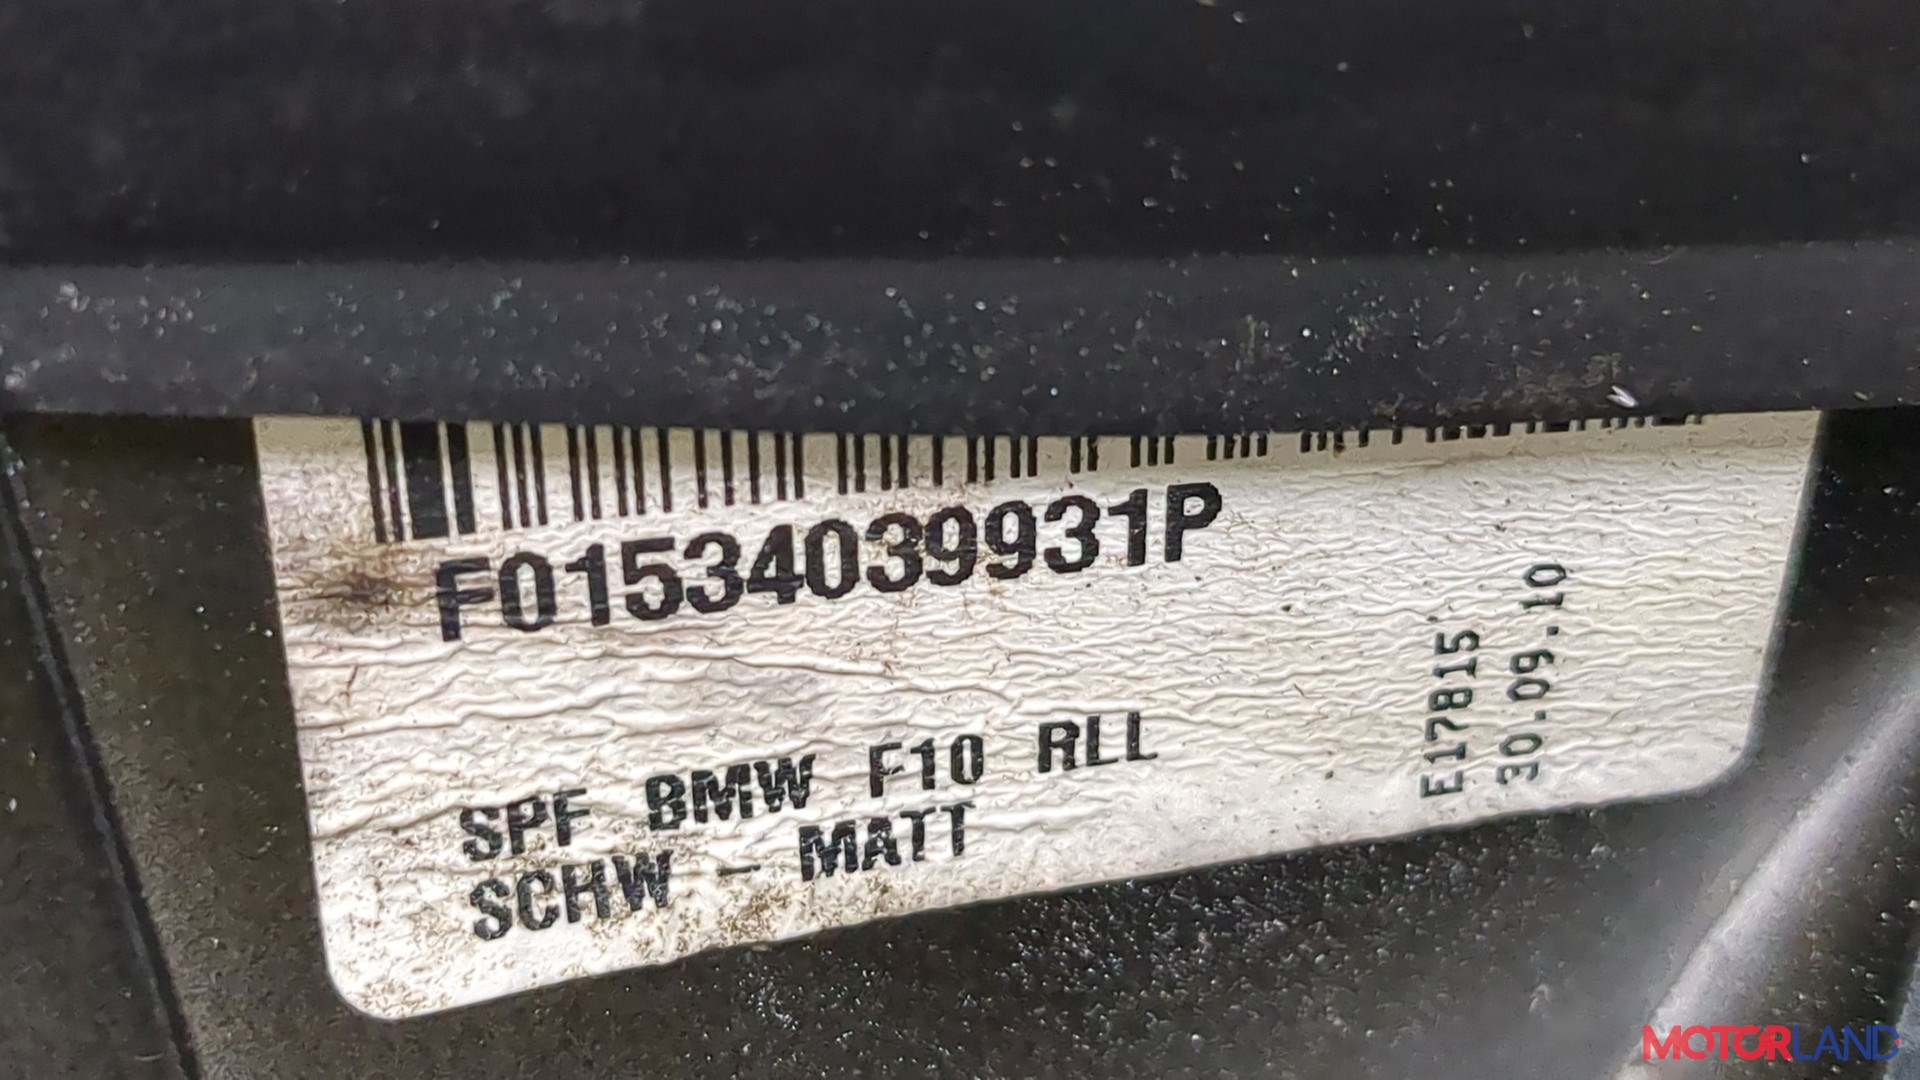 F01534039931P
SPF BMW F10 RLL
SCHW - MATT
E17815
30.09.10
MOTORLAND